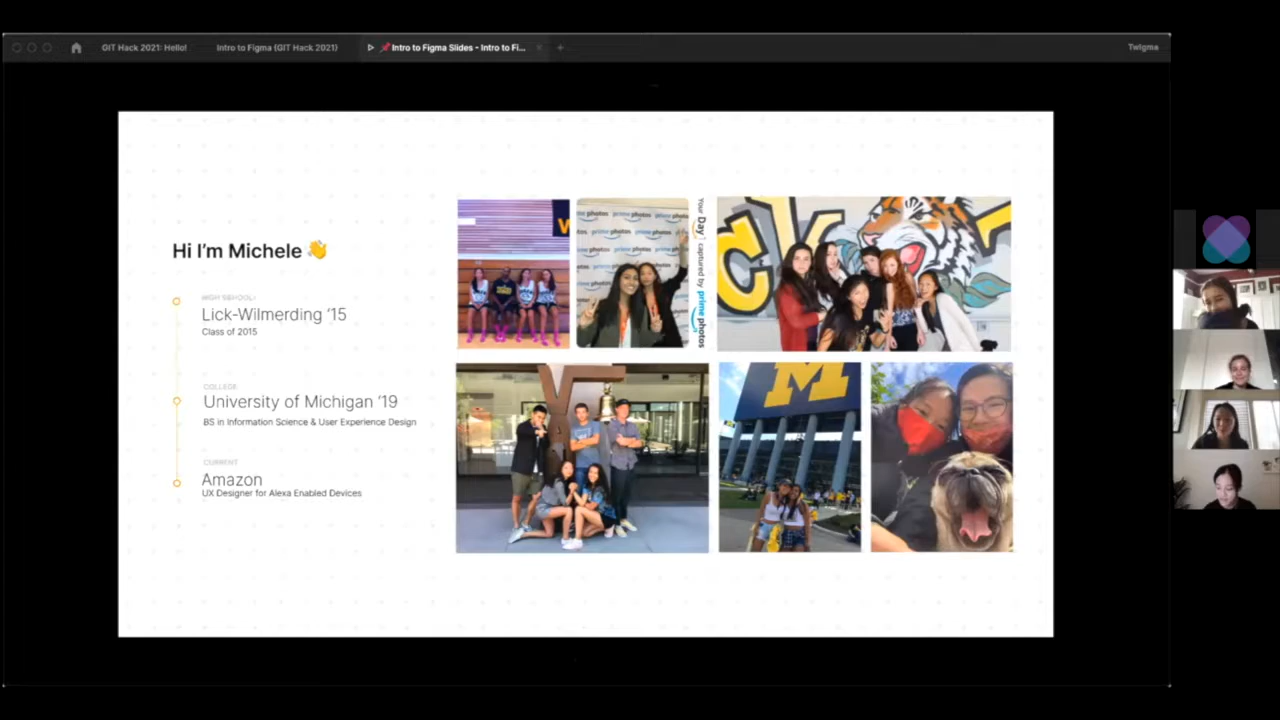 GIT Hack 2021: Hello!
Intro to Figma (GIT Hack 2021)
Intro to Figma Slides - Intro to Fi...
Twigma
Hi I'm Michele 👋
HIGH SCHOOL
Lick-Wilmerding '15
Class of 2015
COLLEGE
University of Michigan '19
BS in Information Science & User Experience Design
CURRENT
Amazon
UX Designer for Alexa Enabled Devices
prime photos
Your Day captured by prime photos
M